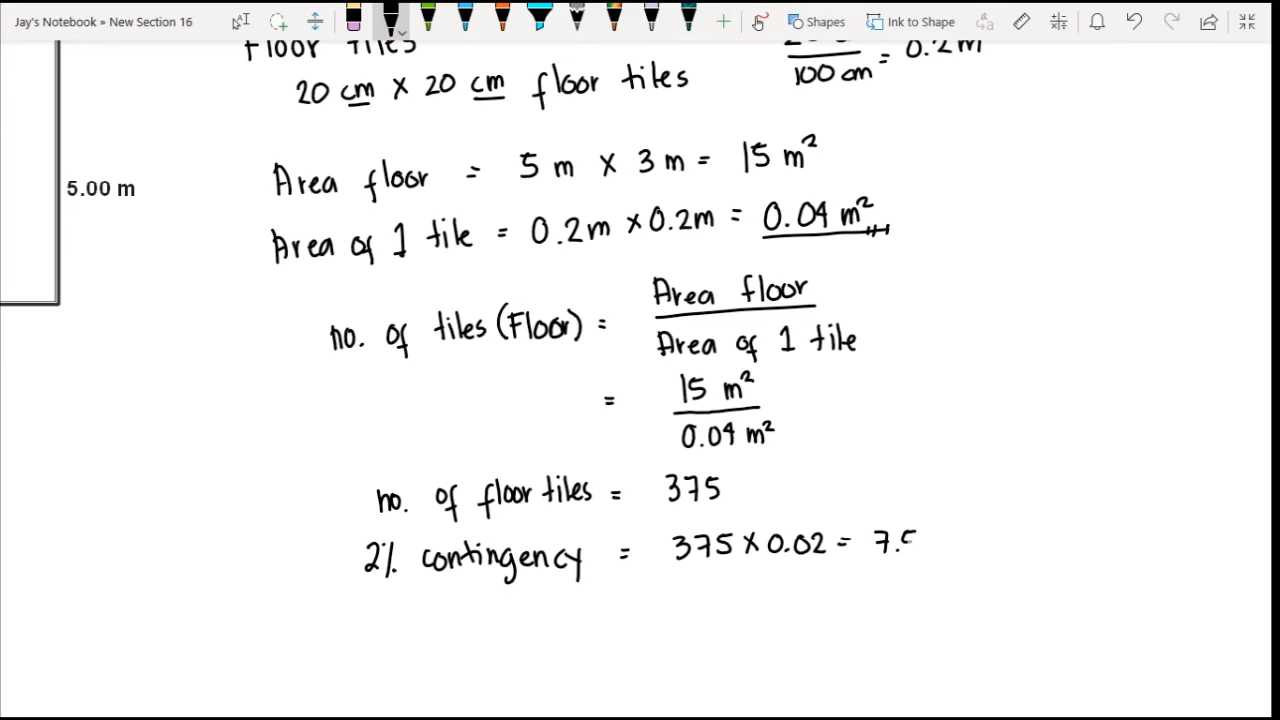 Jay's Notebook » New Section 16
Shapes
Ink to Shape
Floor Tiles
100 cm = 0.2 m
20 cm x 20 cm floor tiles
Area floor = 5 m x 3 m = 15 m²
5.00 m
Area of 1 tile = 0.2m x 0.2m = 0.04 m²
no. of tiles (Floor) = Area floor
Area of 1 tile
= 15 m²
0.04 m²
no. of floor tiles = 375
2% contingency = 375 x 0.02 = 7.5